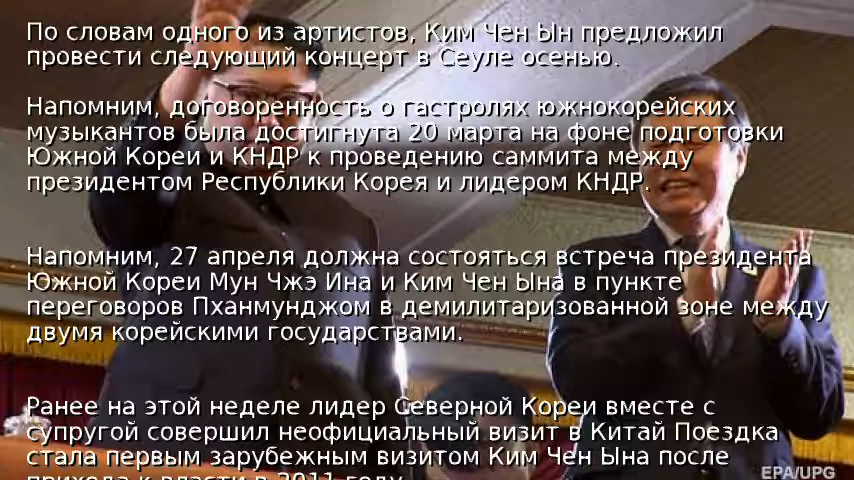 По словам одного из артистов, Ким Чен Ын предложил
провести следующий концерт в Сеуле осенью.
Напомним, договоренность о гастролях южнокорейских
музыкантов была достигнута 20 марта на фоне подготовки
Южной Кореи и КНДР к проведению саммита между
президентом Республики Корея и лидером КНДР.
Напомним, 27 апреля должна состояться встреча президента
Южной Кореи Мун Чжэ Ина и Ким Чен Ына в пункте
переговоров Пханмунджом в демилитаризованной зоне между
двумя корейскими государствами.
Ранее на этой неделе лидер Северной Кореи вместе с
супругой совершил неофициальный визит в Китай Поездка
стала первым зарубежным визитом Ким Чен Ына после
прихода к власти в 2011 году
EPA/UPG